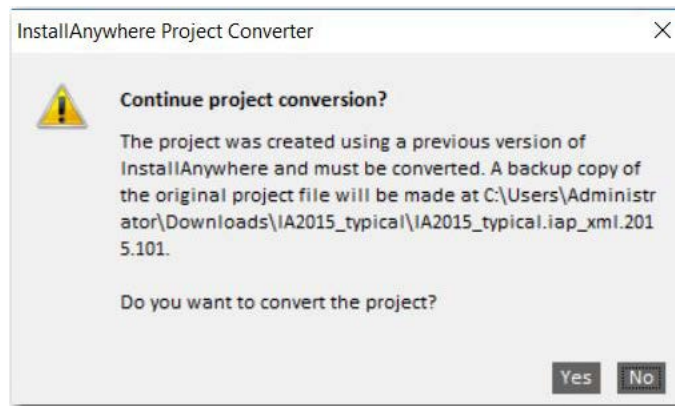 InstallAnywhere Project Converter
Continue project conversion?
The project was created using a previous version of
InstallAnywhere and must be converted. A backup copy of
the original project file will be made at C:\Users\Administr
ator\Downloads\IA2015_typical\IA2015_typical.iap_xml.201
5.101.
Do you want to convert the project?
Yes No